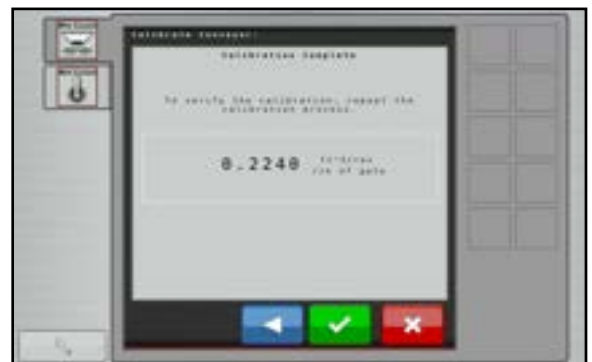 Calibrate Conveyor:
Calibration Complete
To verify the calibration, repeat the
calibration process.
0.2240